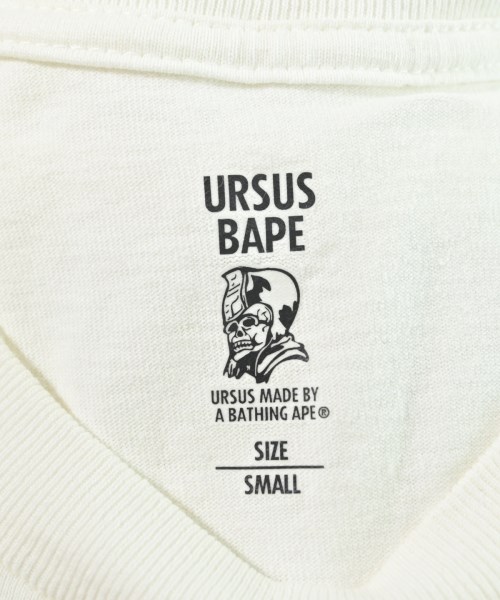 URSUS
BAPE
URSUS MADE BY
A BATHING APE®
SIZE
SMALL